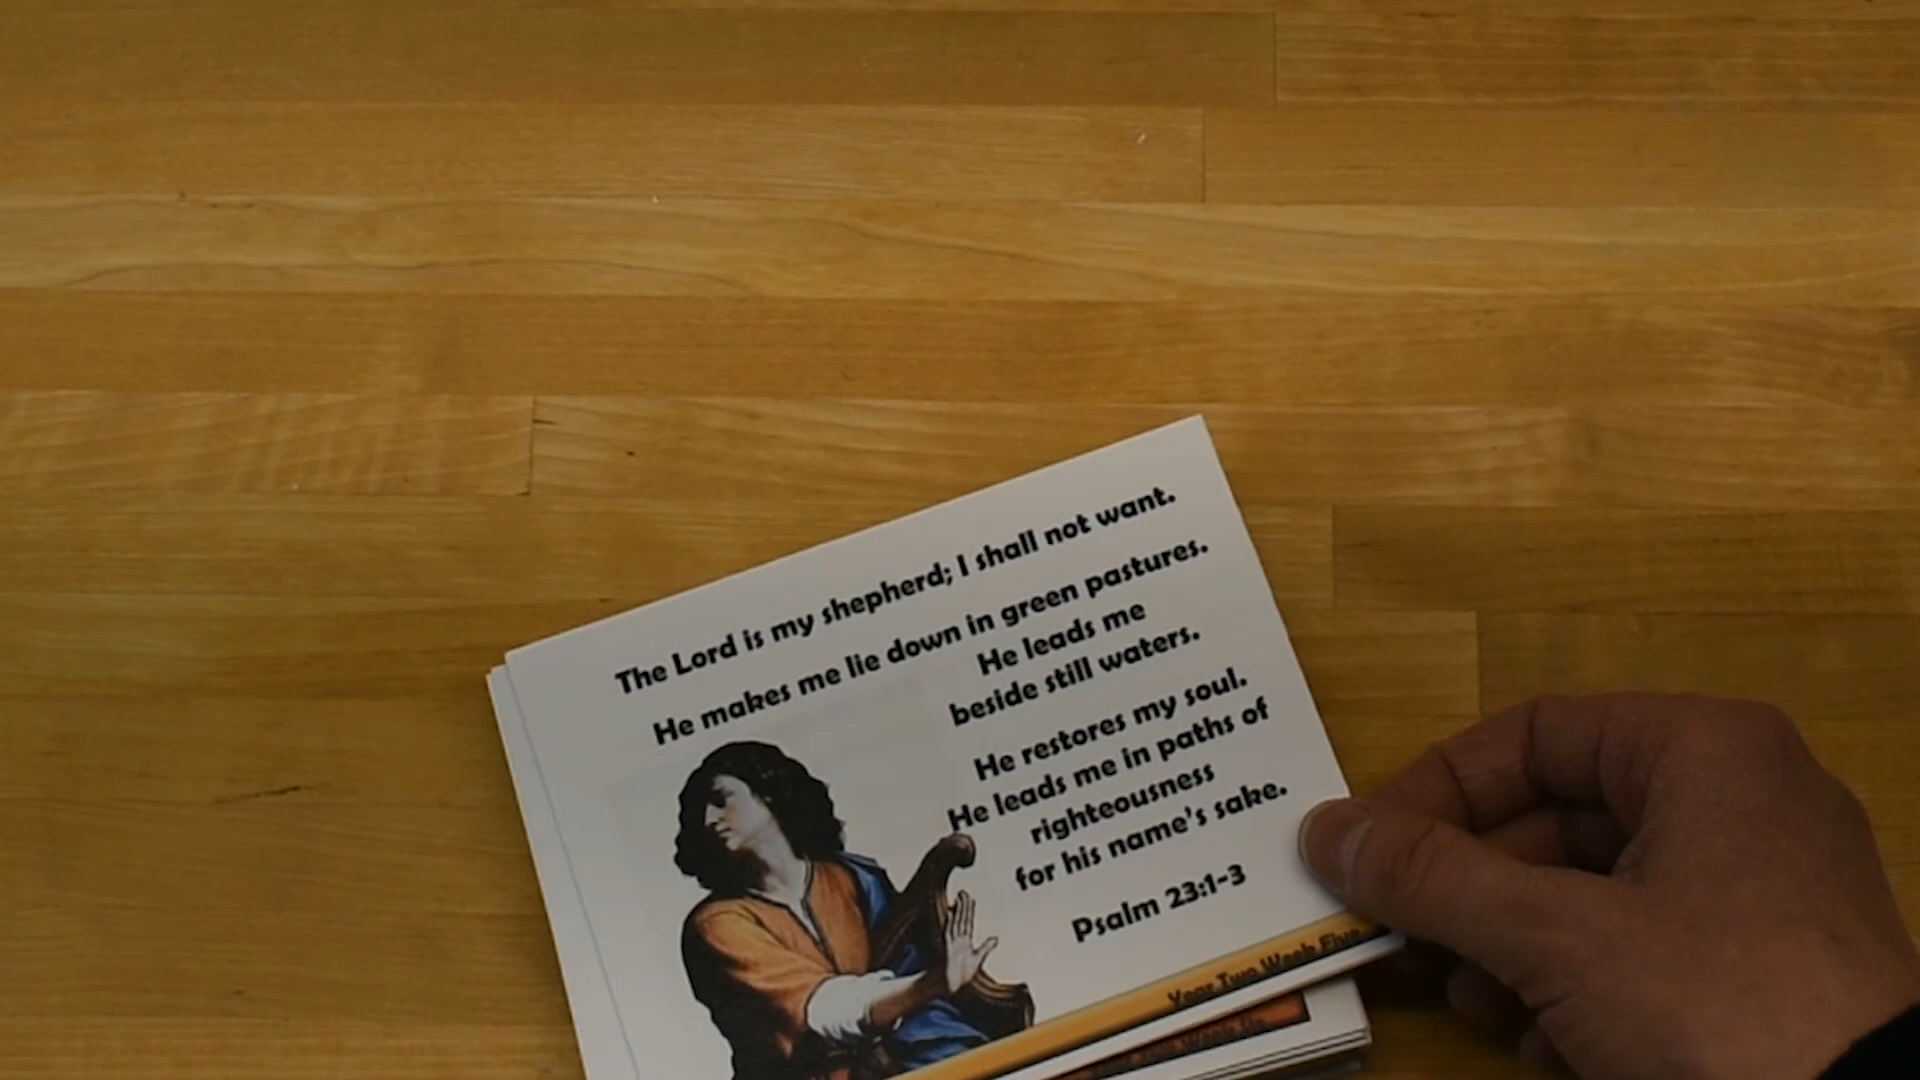 The Lord is my shepherd; I shall not want.
He makes me lie down in green pastures.
He leads me
beside still waters.
He restores my soul.
He leads me in paths of
righteousness
for his name's sake.
Psalm 23:1-3
Year Two Week Five